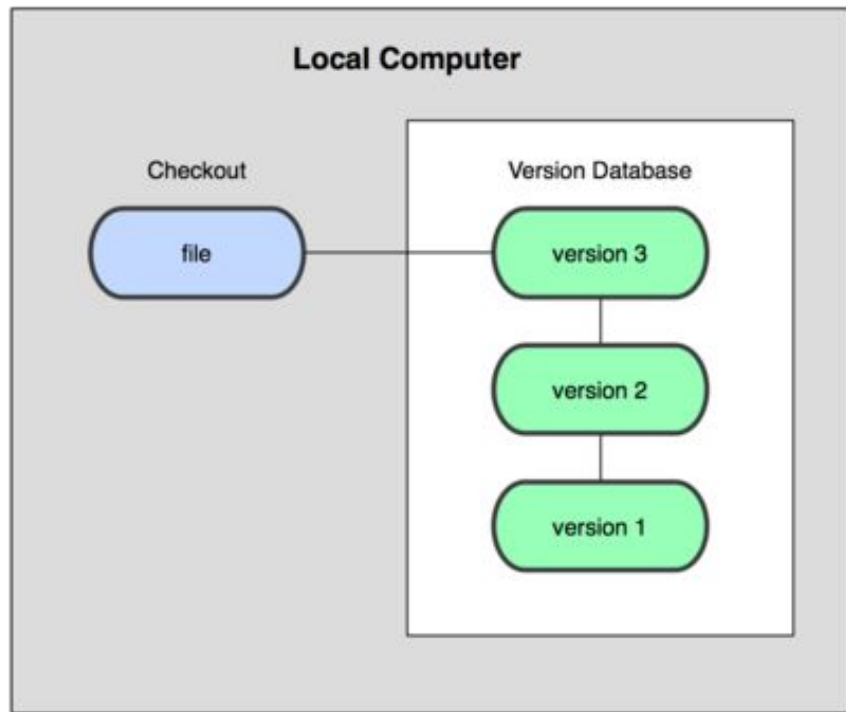 Local Computer
Checkout
Version Database
file
version 3
version 2
version 1